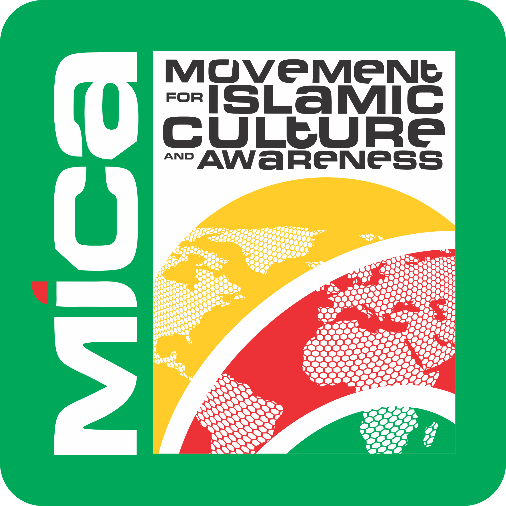 mica
MOVEMENT
FOR ISLAMIC
CULTURE
AND AWARENESS